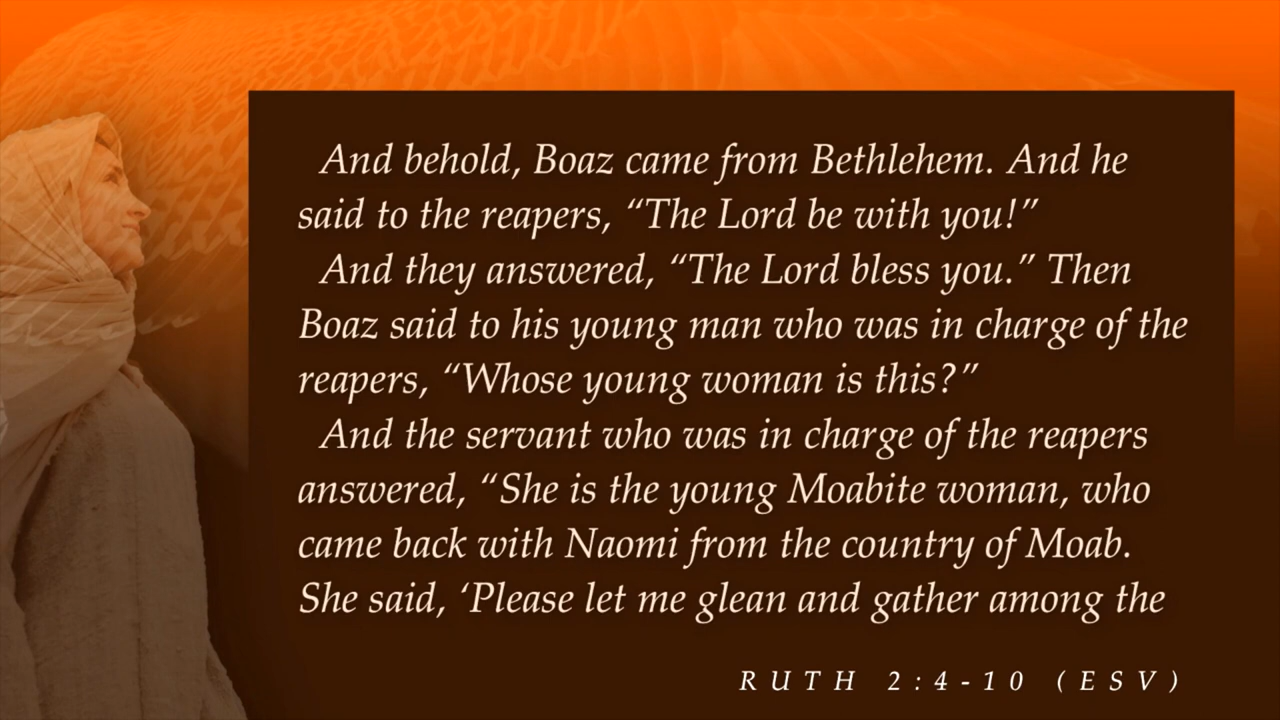 And behold, Boaz came from Bethlehem. And he
said to the reapers, “The Lord be with you!”
And they answered, “The Lord bless you.” Then
Boaz said to his young man who was in charge of the
reapers, “Whose young woman is this?”
And the servant who was in charge of the reapers
answered, “She is the young Moabite woman, who
came back with Naomi from the country of Moab.
She said, ‘Please let me glean and gather among the
RUTH 2:4-10 (ESV)